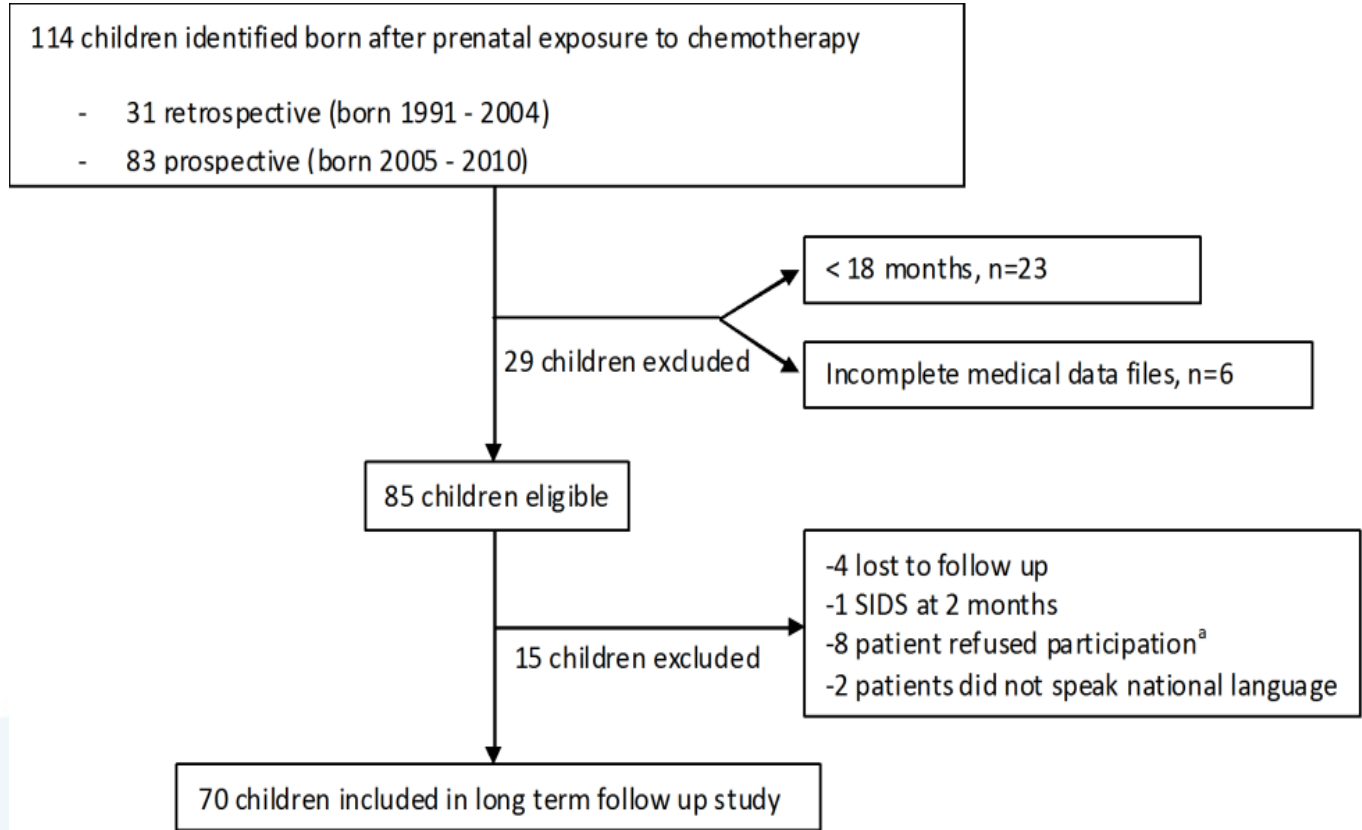 114 children identified born after prenatal exposure to chemotherapy
- 31 retrospective (born 1991 - 2004)
- 83 prospective (born 2005 - 2010)
< 18 months, n=23
29 children excluded
Incomplete medical data files, n=6
85 children eligible
-4 lost to follow up
-1 SIDS at 2 months
-8 patient refused participationᵃ
-2 patients did not speak national language
15 children excluded
70 children included in long term follow up study